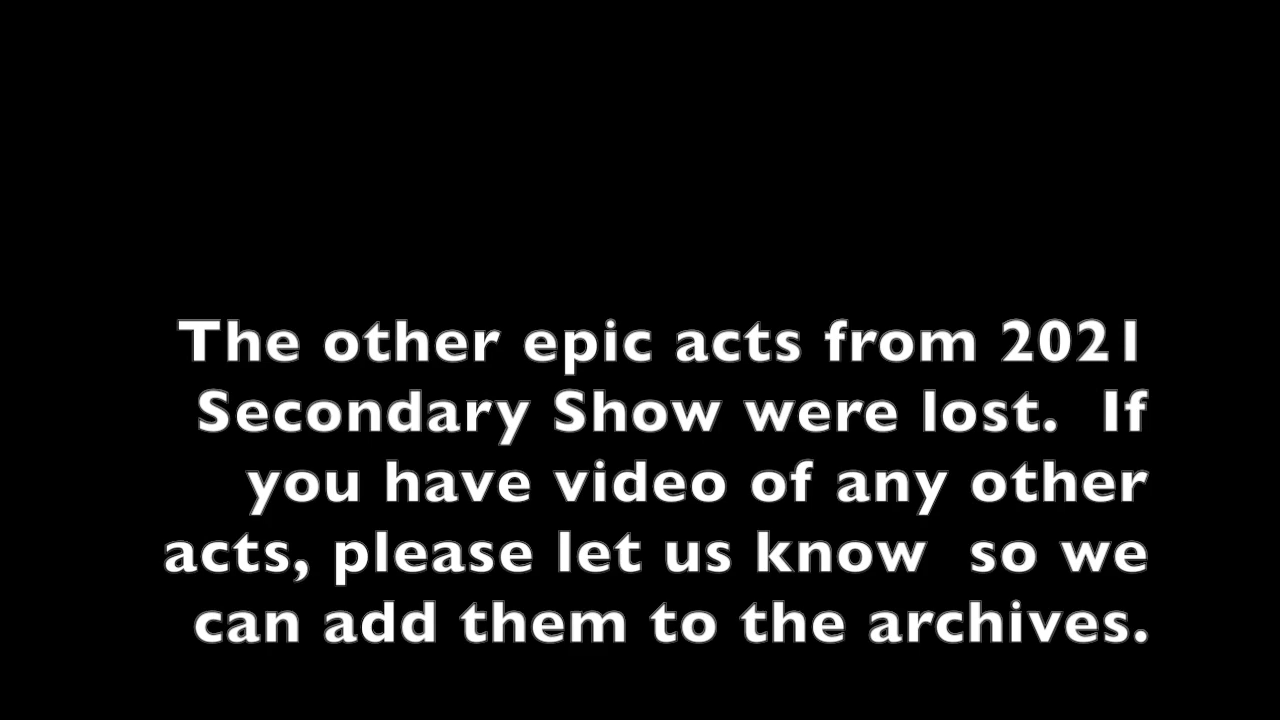 The other epic acts from 2021
Secondary Show were lost.  If
you have video of any other
acts, please let us know  so we
can add them to the archives.